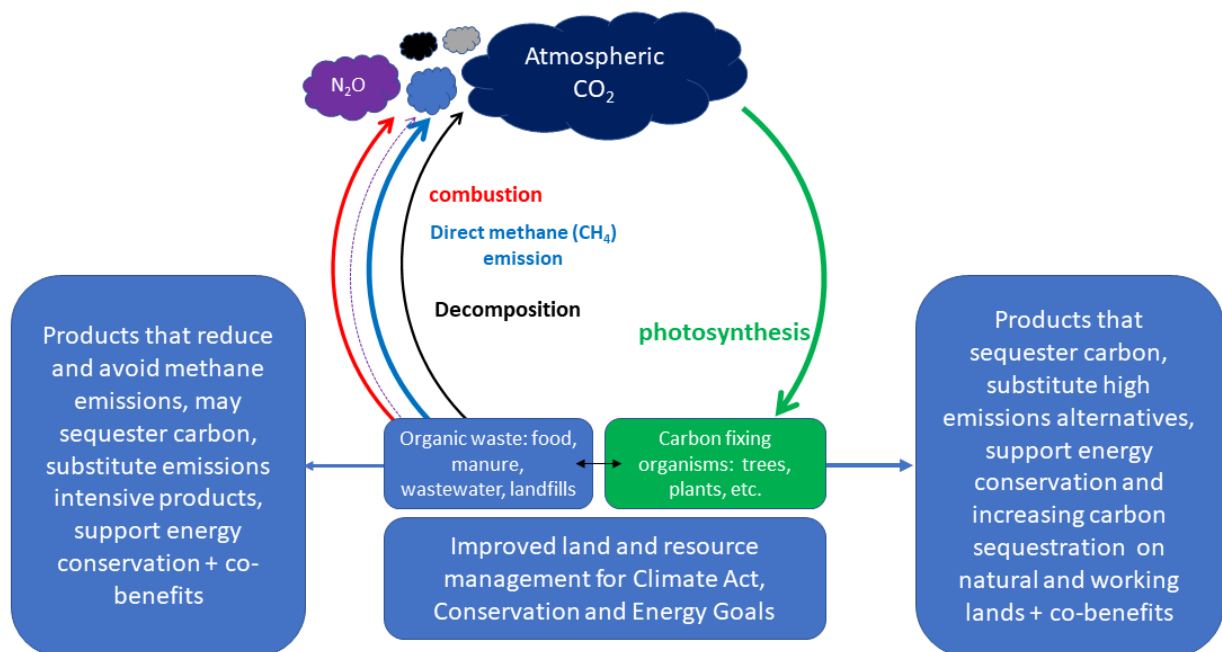 Atmospheric
CO₂
N₂O
combustion
Direct methane (CH₄)
emission
Decomposition
photosynthesis
Products that reduce
and avoid methane
emissions, may
sequester carbon,
substitute emissions
intensive products,
support energy
conservation + co-
benefits
Organic waste: food,
manure,
wastewater, landfills
Carbon fixing
organisms: trees,
plants, etc.
Improved land and resource
management for Climate Act,
Conservation and Energy Goals
Products that
sequester carbon,
substitute high
emissions alternatives,
support energy
conservation and
increasing carbon
sequestration on
natural and working
lands + co-benefits